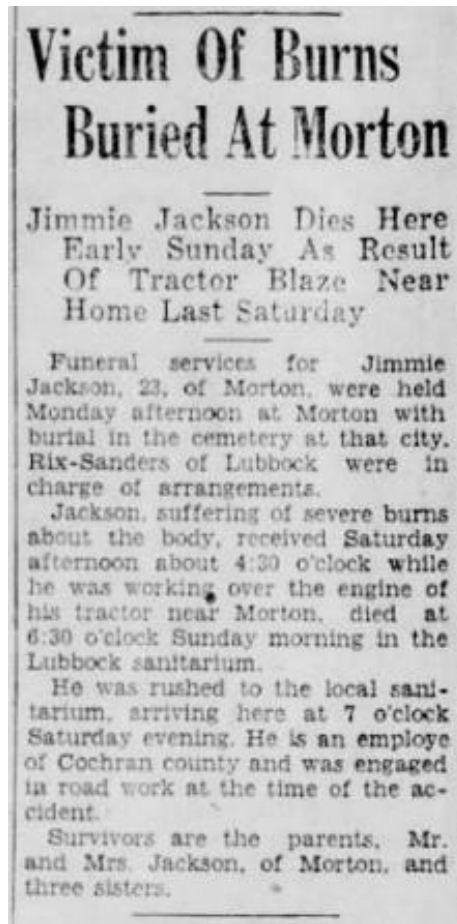 Victim Of Burns
Buried At Morton
Jimmie Jackson Dies Here
Early Sunday As Result
Of Tractor Blaze Near
Home Last Saturday
Funeral services for Jimmie
Jackson, 23, of Morton, were held
Monday afternoon at Morton with
burial in the cemetery at that city.
Rix-Sanders of Lubbock were in
charge of arrangements.
Jackson, suffering of severe burns
about the body, received Saturday
afternoon about 4:30 o'clock while
he was working over the engine of
his tractor near Morton, died at
6:30 o'clock Sunday morning in the
Lubbock sanitarium.
He was rushed to the local sani-
tarium, arriving here at 7 o'clock
Saturday evening. He is an employe
of Cochran county and was engaged
in road work at the time of the ac-
cident.
Survivors are the parents, Mr.
and Mrs. Jackson, of Morton, and
three sisters.